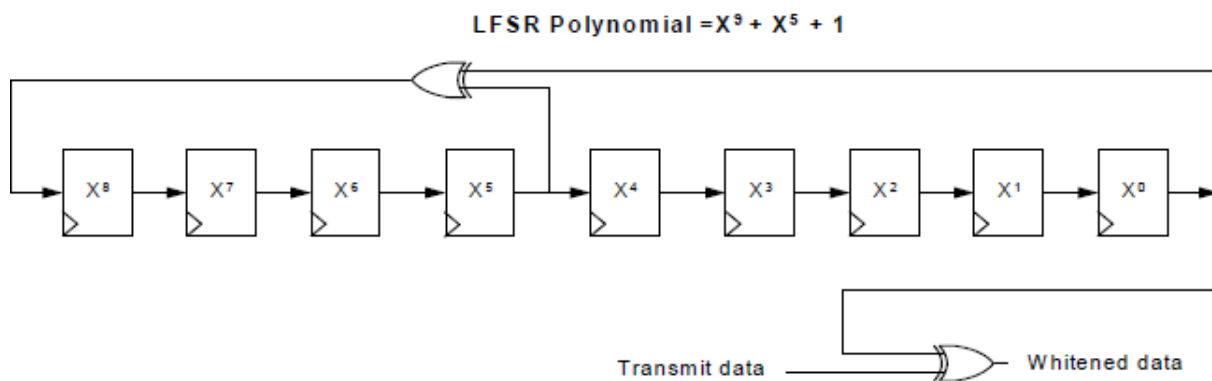 LFSR Polynomial =X⁹ + X⁵ + 1
X⁸ X⁷ X⁶ X⁵ X⁴ X³ X² X¹ X⁰
Transmit data
Whitened data